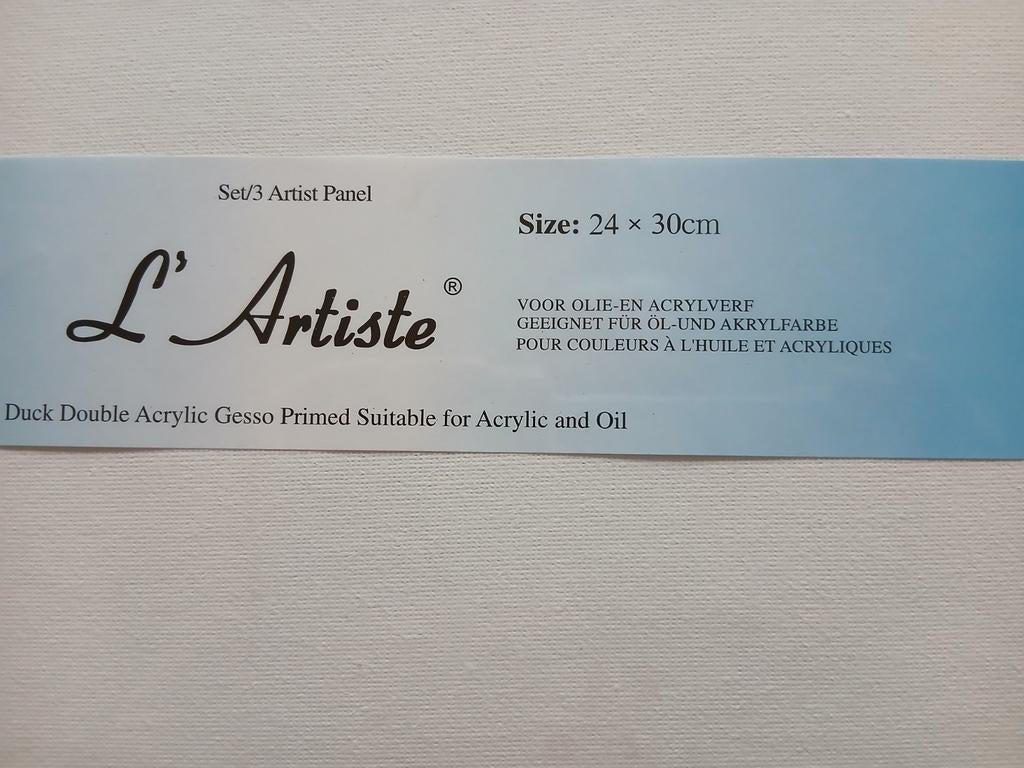 Set/3 Artist Panel
L'Artiste®
Duck Double Acrylic Gesso Primed Suitable for Acrylic and Oil
Size: 24 × 30cm
VOOR OLIE-EN ACRYLVERF
GEEIGNET FÜR ÖL-UND AKRYLFARBE
POUR COULEURS À L'HUILE ET ACRYLIQUES